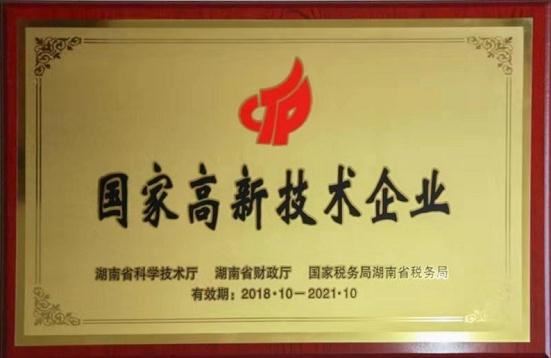 国家高新技术企业
湖南省科学技术厅 湖南省财政厅 国家税务局湖南省税务局
有效期：2018·10－2021·10